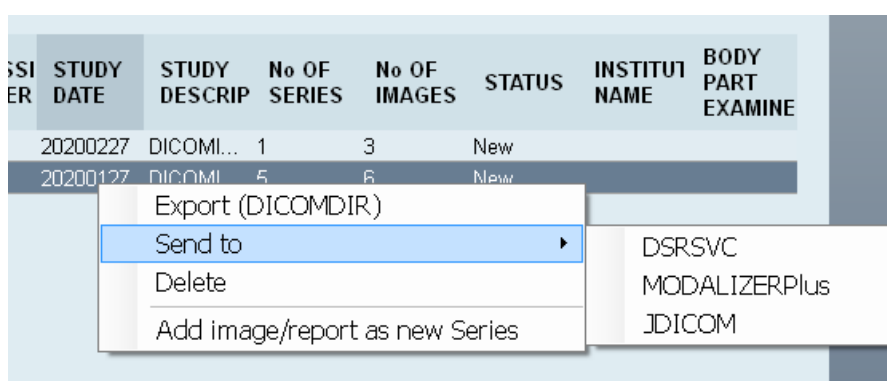 SSI STUDY STUDY No OF No OF STATUS INSTITUT BODY
ER DATE DESCRIP SERIES IMAGES NAME PART
EXAMINE
20200227 DICOMI... 1 3 New
20200127 DICOMI 5 6 New
Export (DICOMDIR)
Send to
Delete
Add image/report as new Series
DSRSVC
MODALIZERPlus
JDICOM